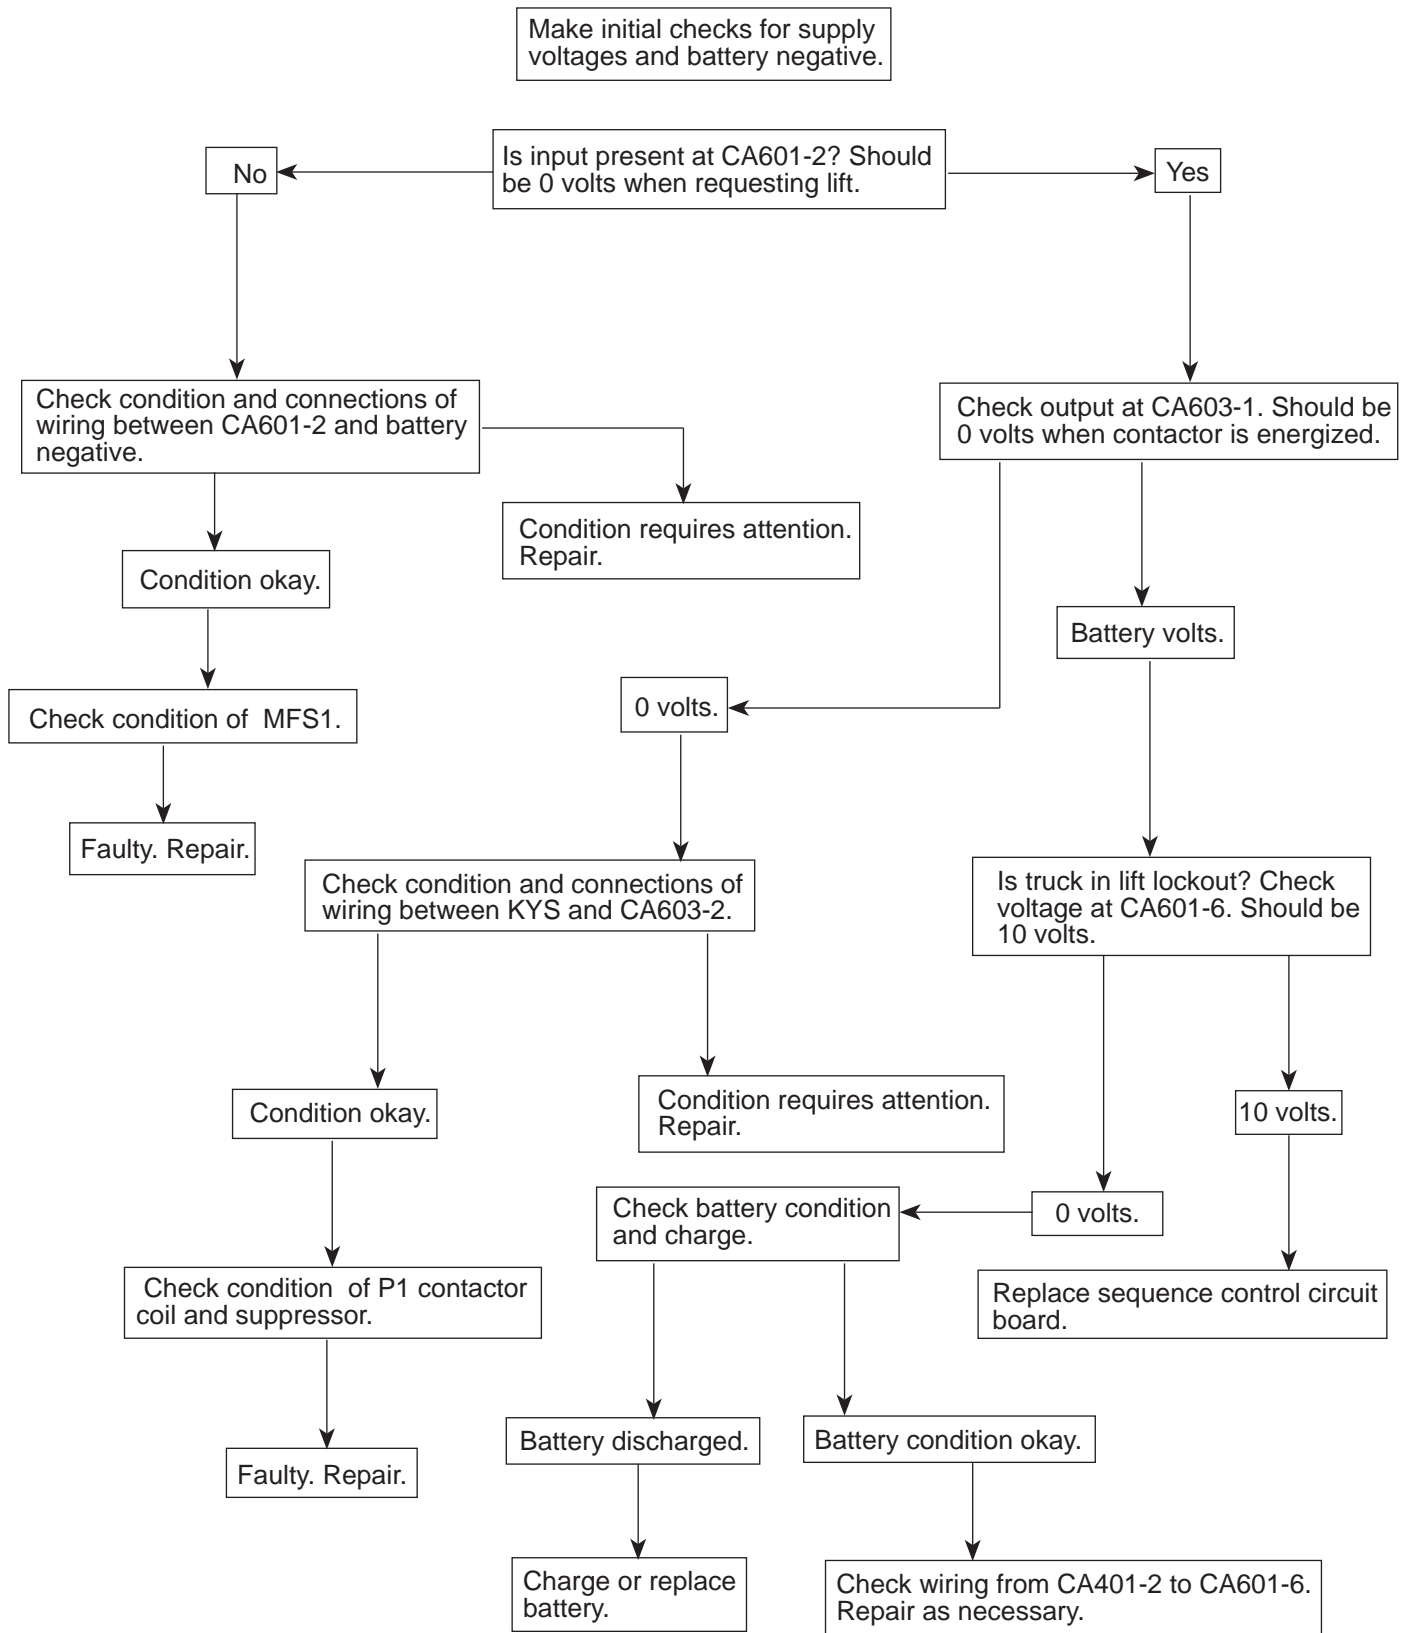 Make initial checks for supply
voltages and battery negative.
Is input present at CA601-2? Should
be 0 volts when requesting lift.
No
Yes
Check condition and connections of
wiring between CA601-2 and battery
negative.
Check output at CA603-1. Should be
0 volts when contactor is energized.
Condition requires attention.
Repair.
Condition okay.
Battery volts.
0 volts.
Check condition of MFS1.
Faulty. Repair.
Check condition and connections of
wiring between KYS and CA603-2.
Is truck in lift lockout? Check
voltage at CA601-6. Should be
10 volts.
Condition okay.
Condition requires attention.
Repair.
10 volts.
Check battery condition
and charge.
0 volts.
Check condition of P1 contactor
coil and suppressor.
Replace sequence control circuit
board.
Faulty. Repair.
Battery discharged.
Battery condition okay.
Charge or replace
battery.
Check wiring from CA401-2 to CA601-6.
Repair as necessary.